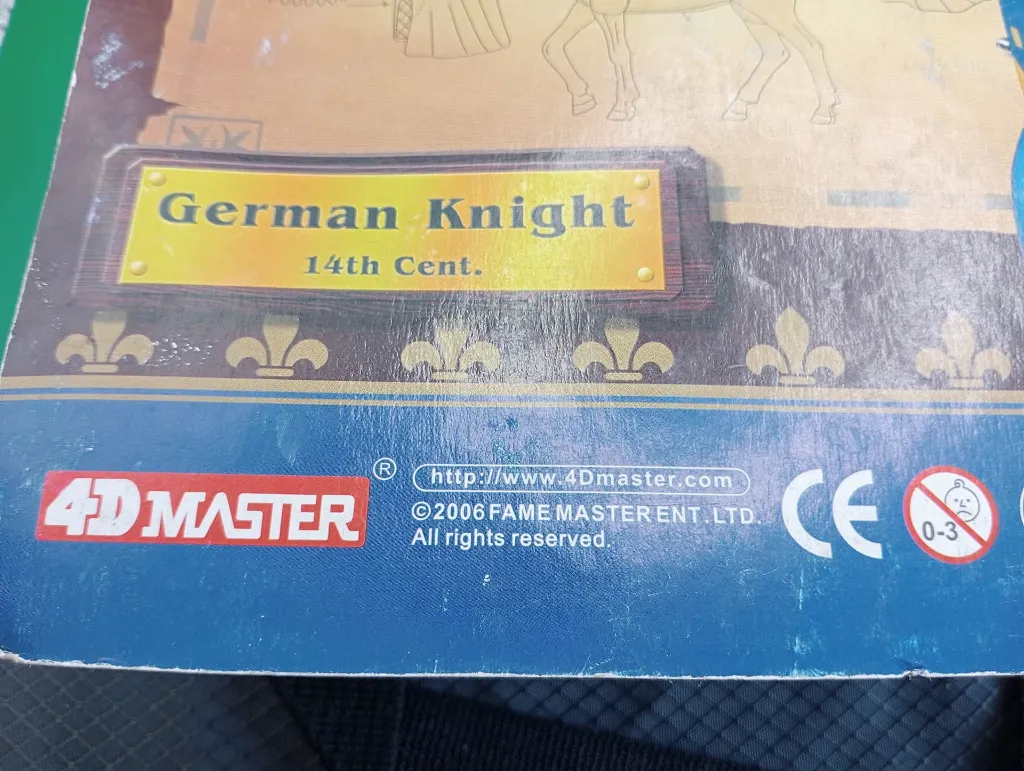 German Knight
14th Cent.
4D MASTER ®
http://www.4Dmaster.com
©2006 FAME MASTER ENT. LTD.
All rights reserved.
CE
0-3